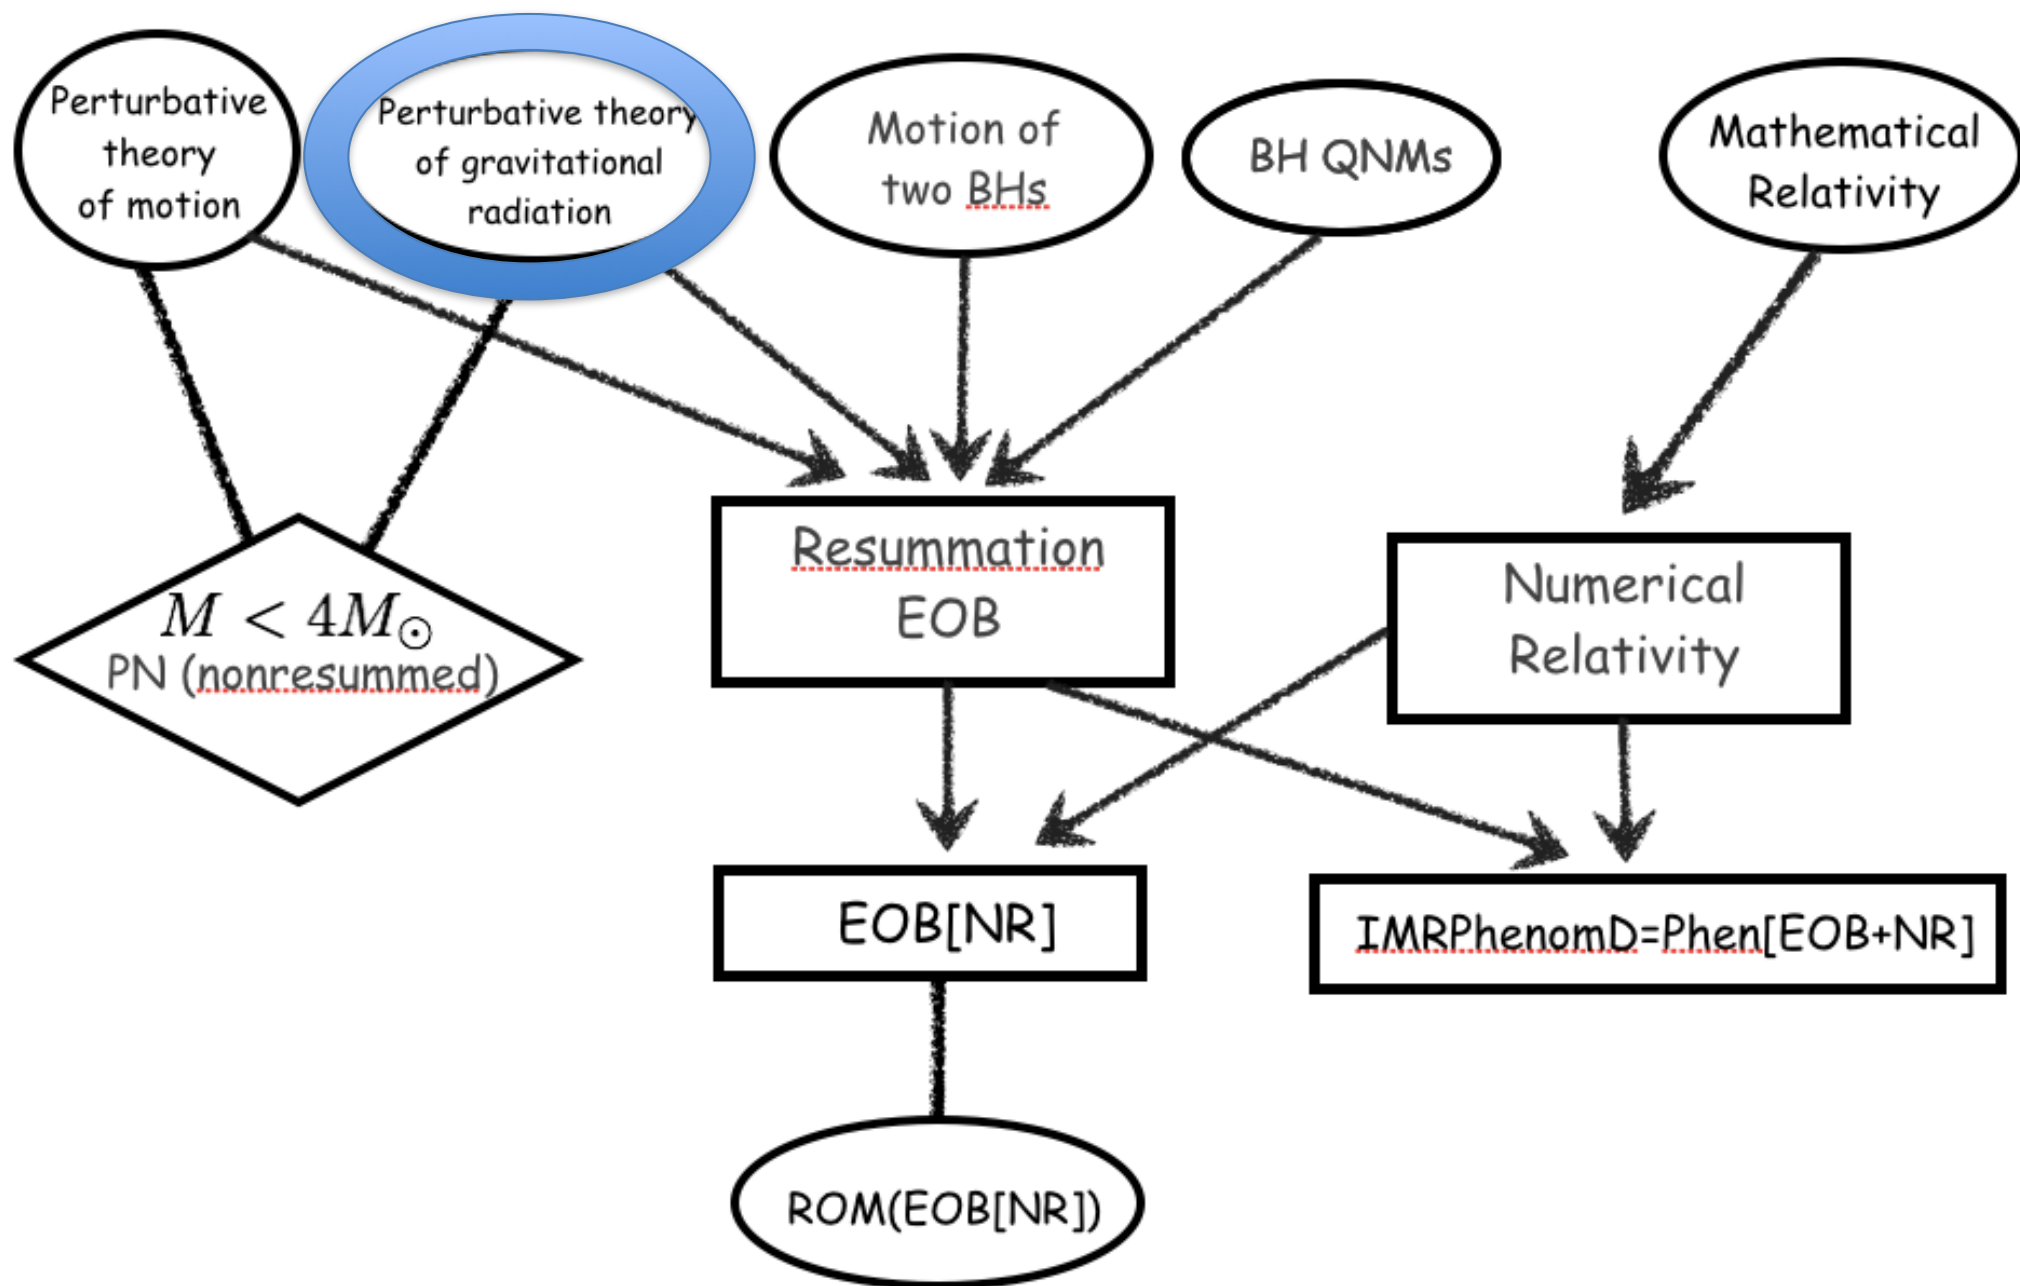 Perturbative
theory
of motion
Perturbative theory
of gravitational
radiation
Motion of
two BHs
BH QNMs
Mathematical
Relativity
M < 4M☉
PN (nonresummed)
Resummation
EOB
Numerical
Relativity
EOB[NR]
IMRPhenomD=Phen[EOB+NR]
ROM(EOB[NR])